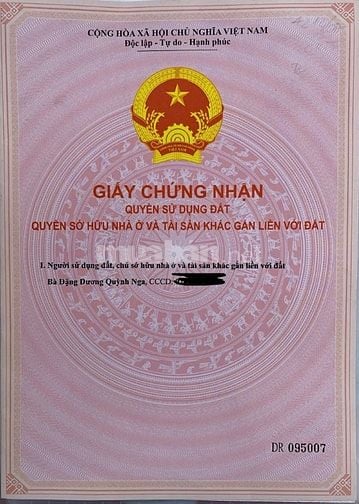 CỘNG HÒA XÃ HỘI CHỦ NGHĨA VIỆT NAM
Độc lập - Tự do - Hạnh phúc
VIỆT NAM
GIẤY CHỨNG NHẬN
QUYỀN SỬ DỤNG ĐẤT
QUYỀN SỞ HỮU NHÀ Ở VÀ TÀI SẢN KHÁC GẮN LIỀN VỚI ĐẤT
1. Người sử dụng đất, chủ sở hữu nhà ở và tài sản khác gắn liền với đất
Bà Đặng Dương Quỳnh Nga, CCCD:
DR 095007